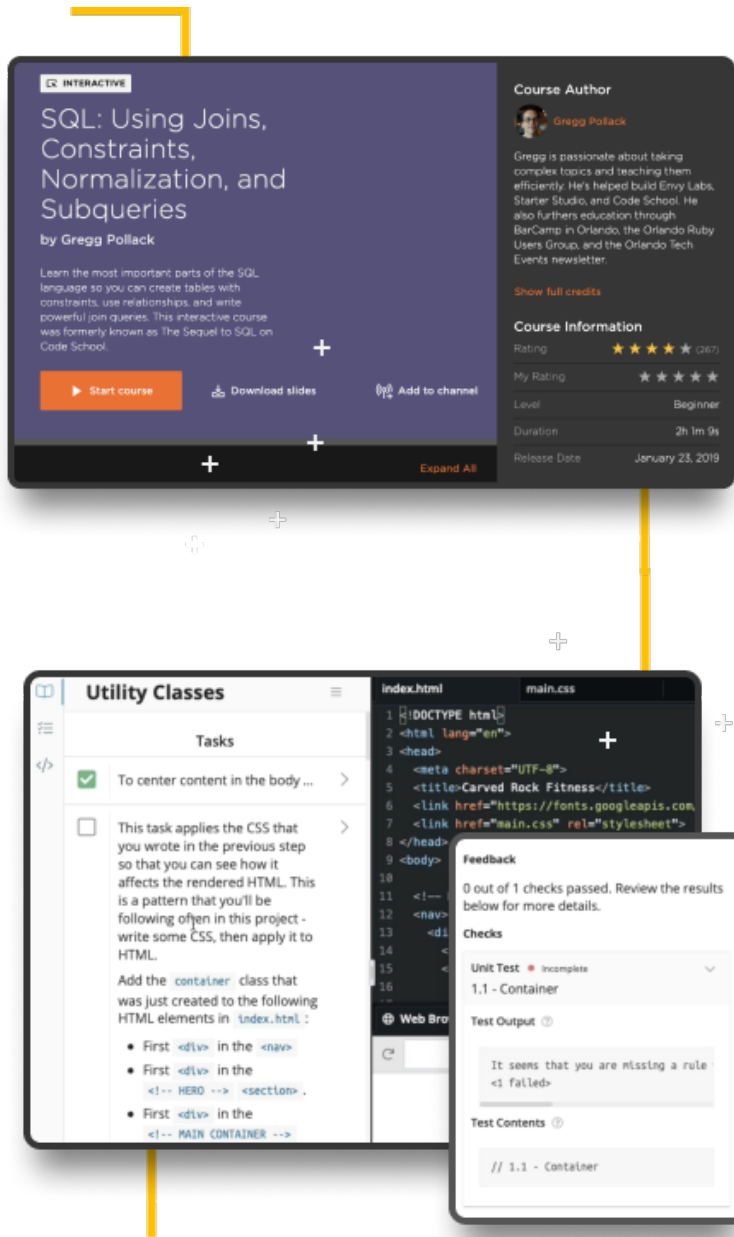 INTERACTIVE
SQL: Using Joins,
Constraints,
Normalization, and
Subqueries
by Gregg Pollack
Learn the most important parts of the SQL
language so you can create tables with
constraints, use relationships, and write
powerful join queries. This interactive course
was formerly known as The Sequel to SQL on
Code School.
Start course
Download slides
Add to channel
Expand All
Course Author
Gregg Pollack
Gregg is passionate about taking
complex topics and teaching them
efficiently. He's helped build Envy Labs,
Starter Studio, and Code School. He
also furthers education through
BarCamp in Orlando, the Orlando Ruby
Users Group, and the Orlando Tech
Events newsletter.
Show full credits
Course Information
Rating (267)
My Rating
Level Beginner
Duration 2h 1m 9s
Release Date January 23, 2019
Utility Classes
Tasks
To center content in the body ...
This task applies the CSS that
you wrote in the previous step
so that you can see how it
affects the rendered HTML. This
is a pattern that you'll be
following often in this project -
write some CSS, then apply it to
HTML.
Add the container class that
was just created to the following
HTML elements in index.html :
• First <div> in the <nav>
• First <div> in the
<!-- HERO --> <section> .
• First <div> in the
<!-- MAIN CONTAINER -->
index.html main.css
1 <!DOCTYPE html>
2 <html lang="en">
3 <head>
4 <meta charset="UTF-8">
5 <title>Carved Rock Fitness</title>
6 <link href="https://fonts.googleapis.com
7 <link href="main.css" rel="stylesheet">
8 </head>
9 <body>
10
11 <!--
12 <nav>
13 <di
14 <
15 <
16
Web Bro
Feedback
0 out of 1 checks passed. Review the results
below for more details.
Checks
Unit Test Incomplete
1.1 - Container
Test Output
It seems that you are missing a rule
<1 failed>
Test Contents
// 1.1 - Container